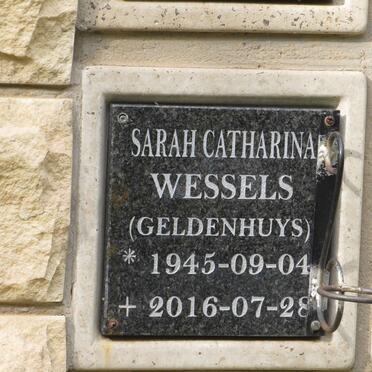 SARAH CATHARINA
WESSELS
(GELDENHUYS)
* 1945-09-04
+ 2016-07-28